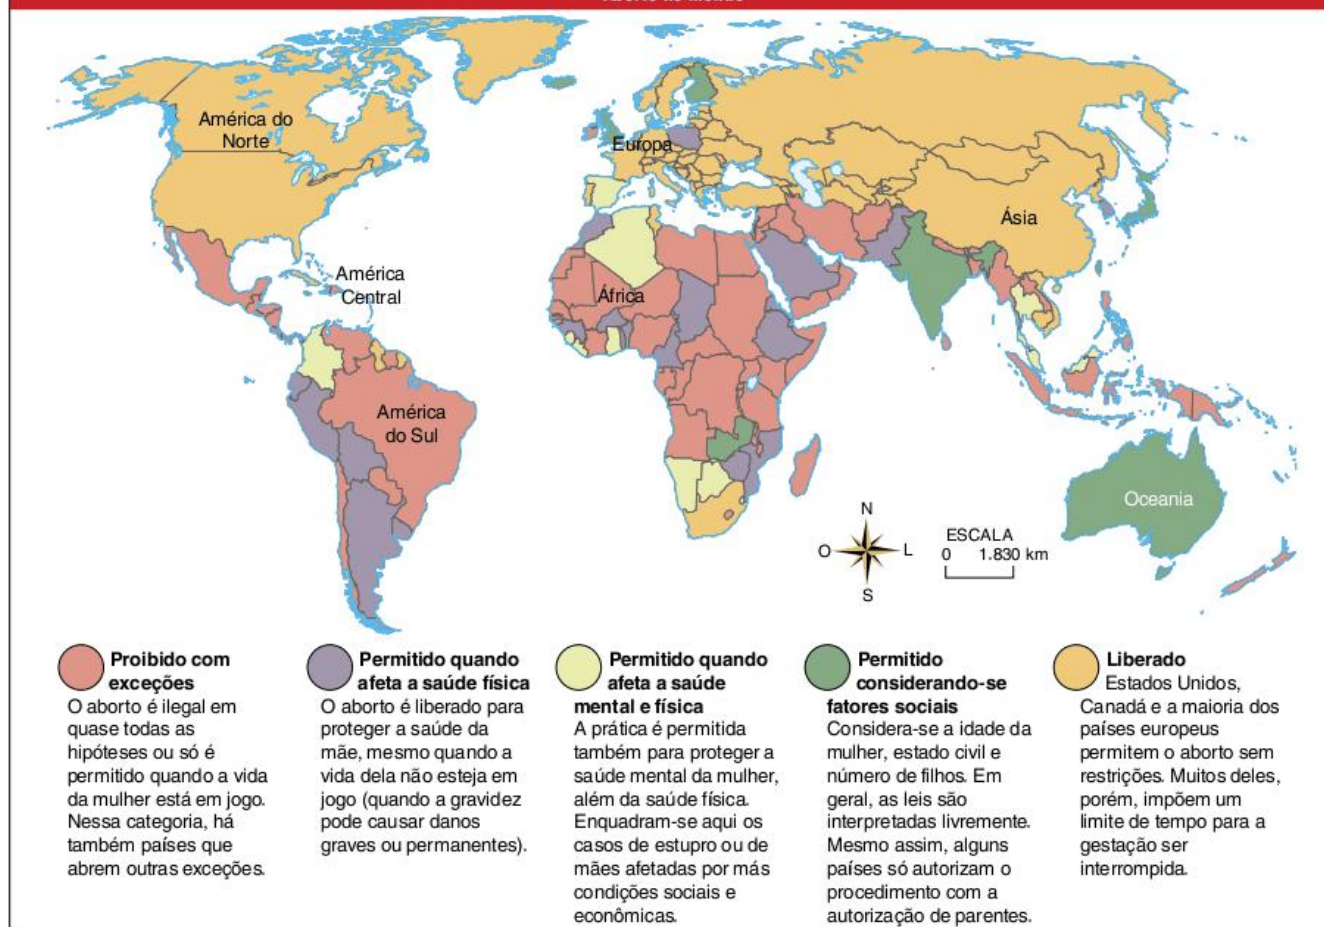 América do
Norte
Europa
Ásia
América
Central
África
América
do Sul
Oceania
N
O
L
S
ESCALA
0 1.830 km
Proibido com
exceções
O aborto é ilegal em
quase todas as
hipóteses ou só é
permitido quando a vida
da mulher está em jogo.
Nessa categoria, há
também países que
abrem outras exceções.
Permitido quando
afeta a saúde física
O aborto é liberado para
proteger a saúde da
mãe, mesmo quando a
vida dela não esteja em
jogo (quando a gravidez
pode causar danos
graves ou permanentes).
Permitido quando
afeta a saúde
mental e física
A prática é permitida
também para proteger a
saúde mental da mulher,
além da saúde física.
Enquadram-se aqui os
casos de estupro ou de
mães afetadas por más
condições sociais e
econômicas.
Permitido
considerando-se
fatores sociais
Considera-se a idade da
mulher, estado civil e
número de filhos. Em
geral, as leis são
interpretadas livremente.
Mesmo assim, alguns
países só autorizam o
procedimento com a
autorização de parentes.
Liberado
Estados Unidos,
Canadá e a maioria dos
países europeus
permitem o aborto sem
restrições. Muitos deles,
porém, impõem um
limite de tempo para a
gestação ser
interrompida.